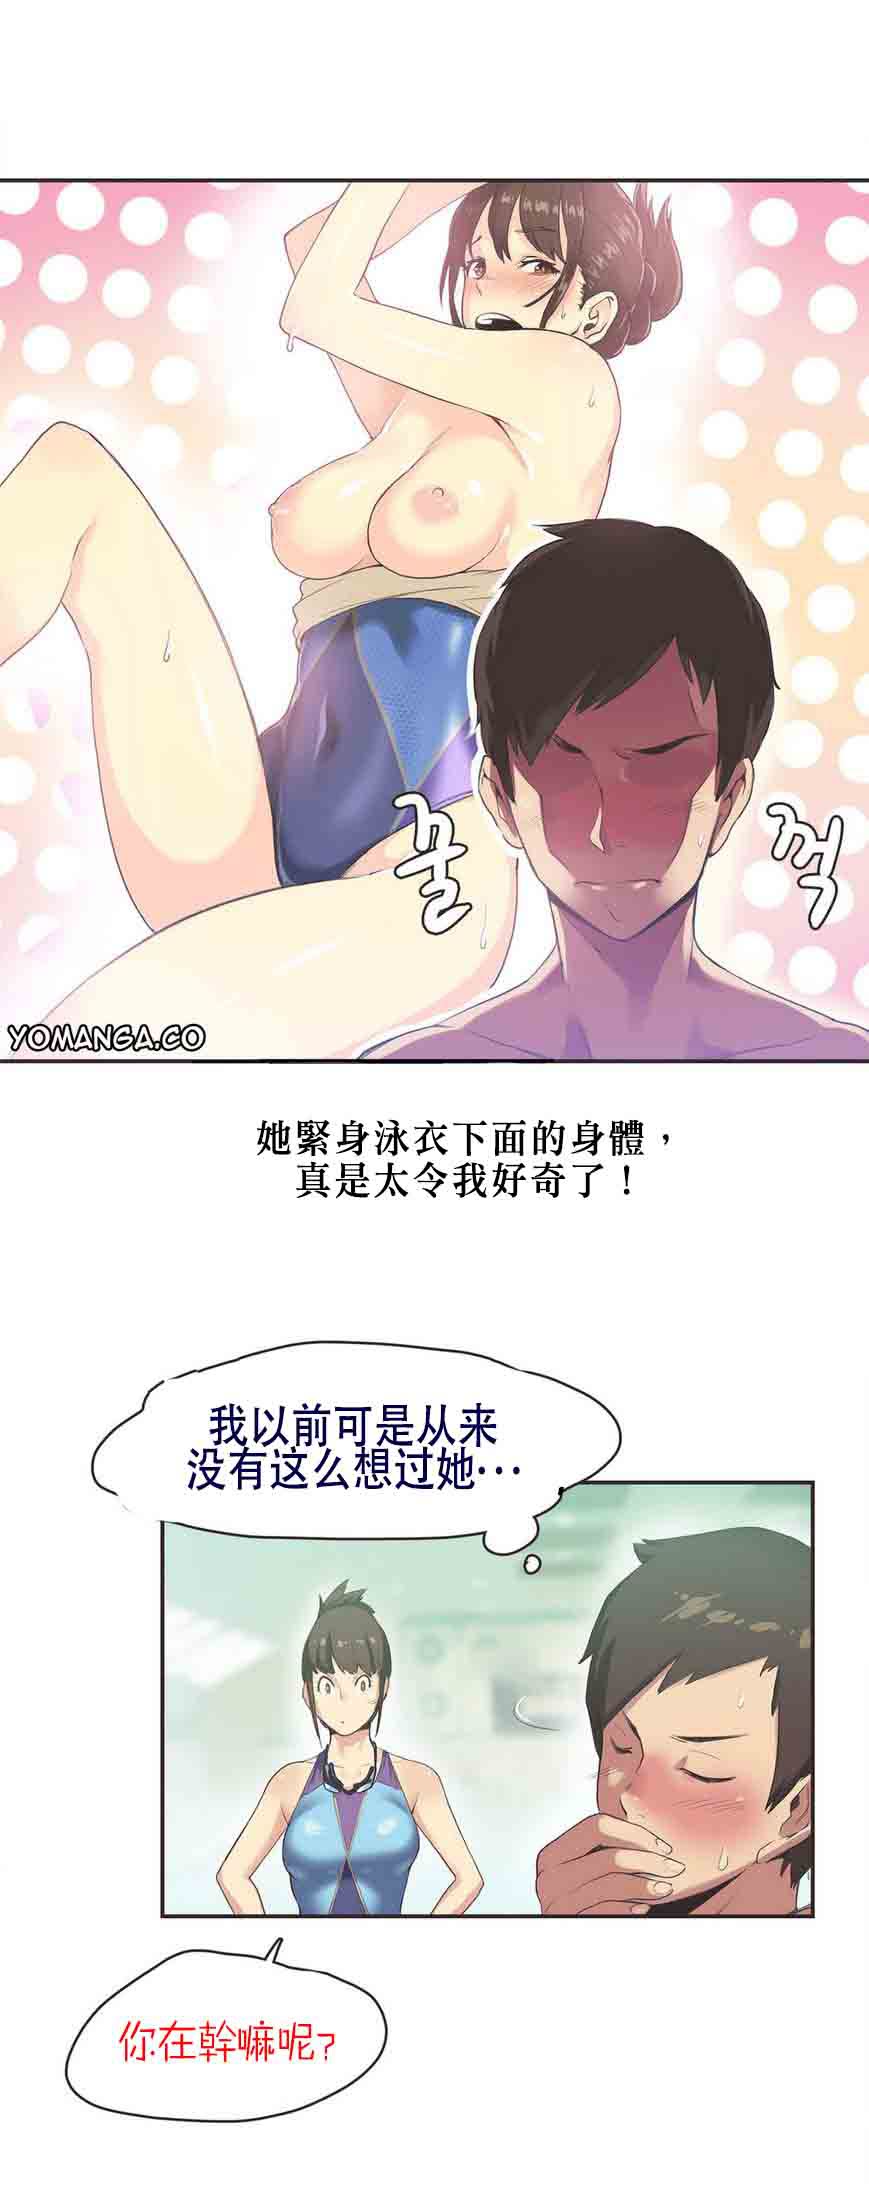 꿀
꺽
YOMANGA.CO
她緊身泳衣下面的身體，
真是太令我好奇了！
我以前可是从来
没有这么想过她···
你在幹嘛呢?